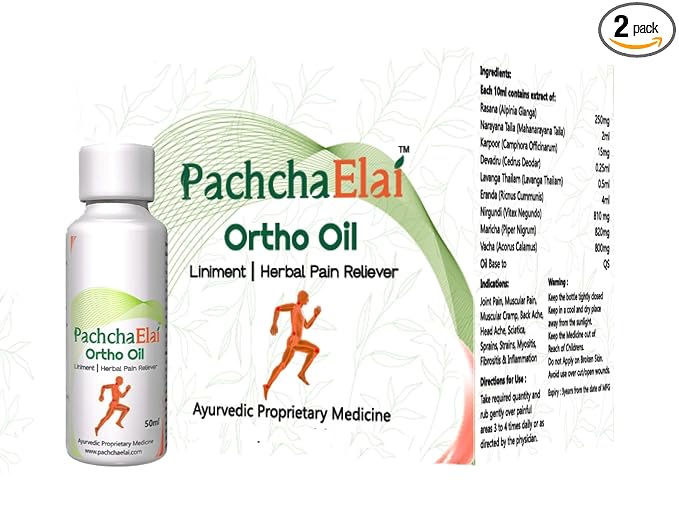 2 pack
PachchaElai™
Ortho Oil
Liniment | Herbal Pain Reliever
Ayurvedic Proprietary Medicine
PachchaElai
Ortho Oil
Liniment | Herbal Pain Reliever
50ml
Ayurvedic Proprietary Medicine
www.pachchaelai.com
Ingredients:
Each 10ml contains extract of:
Rasana (Alpinia Glanga) 250mg
Narayana Taila (Mahanarayana Taila) 2ml
Karpoor (Camphora Officinarum) 15mg
Devadru (Cedrus Deodar) 0.25ml
Lavanga Thailam (Lavanga Thailam) 0.5ml
Eranda (Ricnus Cummunis) 4ml
Nirgundi (Vitex Negundo) 810 mg
Maricha (Piper Nigrum) 820mg
Vacha (Acorus Calamus) 800mg
Oil Base to QS
Indications:
Joint Pain, Muscular Pain,
Muscular Cramp, Back Ache,
Head Ache, Sciatica,
Sprains, Strains, Myositis,
Fibrositis & Inflammation
Directions for Use :
Take required quantity and
rub gently over painful
areas 3 to 4 times daily or as
directed by the physician.
Warning :
Keep the bottle tightly closed
Keep in a cool and dry place
away from the sunlight.
Keep the Medicine out of
Reach of Childrens.
Do not Apply on Broken Skin.
Avoid use over cut/open wounds.
Expiry : 3years from the date of MFG